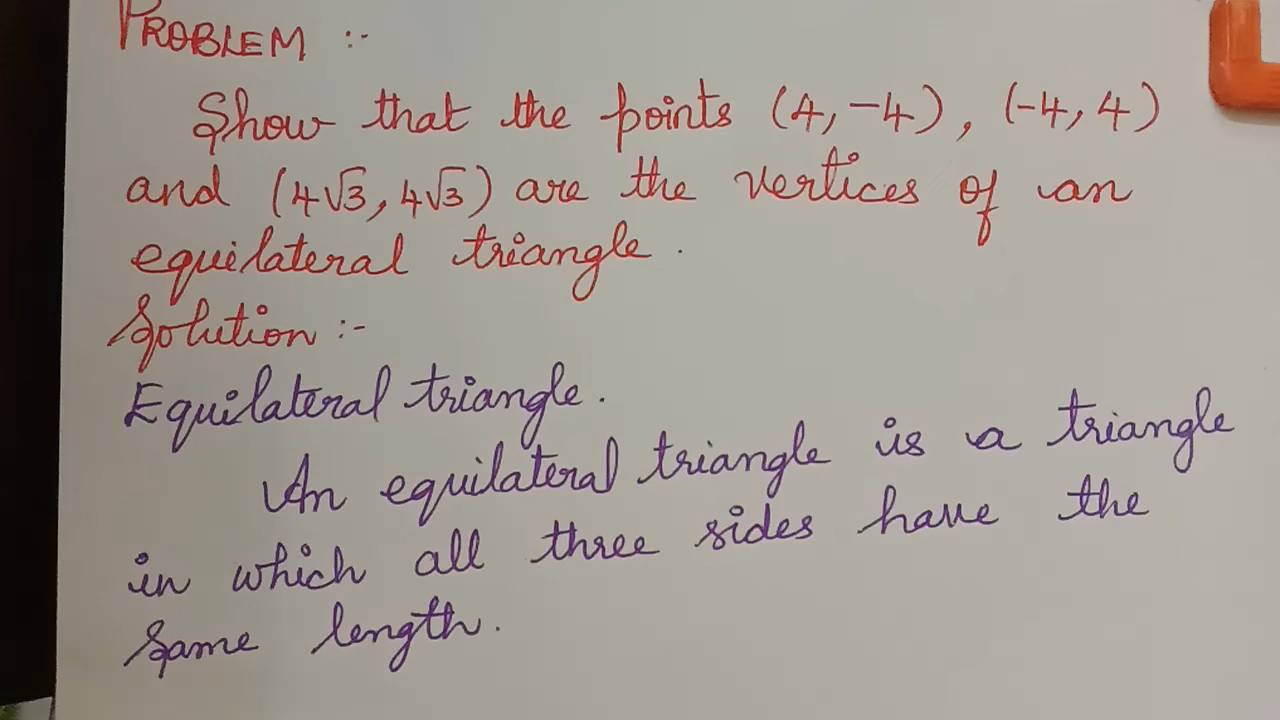 PROBLEM :-
Show that the points (4, -4), (-4, 4)
and (4√3, 4√3) are the vertices of an
equilateral triangle.
Solution :-
Equilateral triangle.
An equilateral triangle is a triangle
in which all three sides have the
same length.